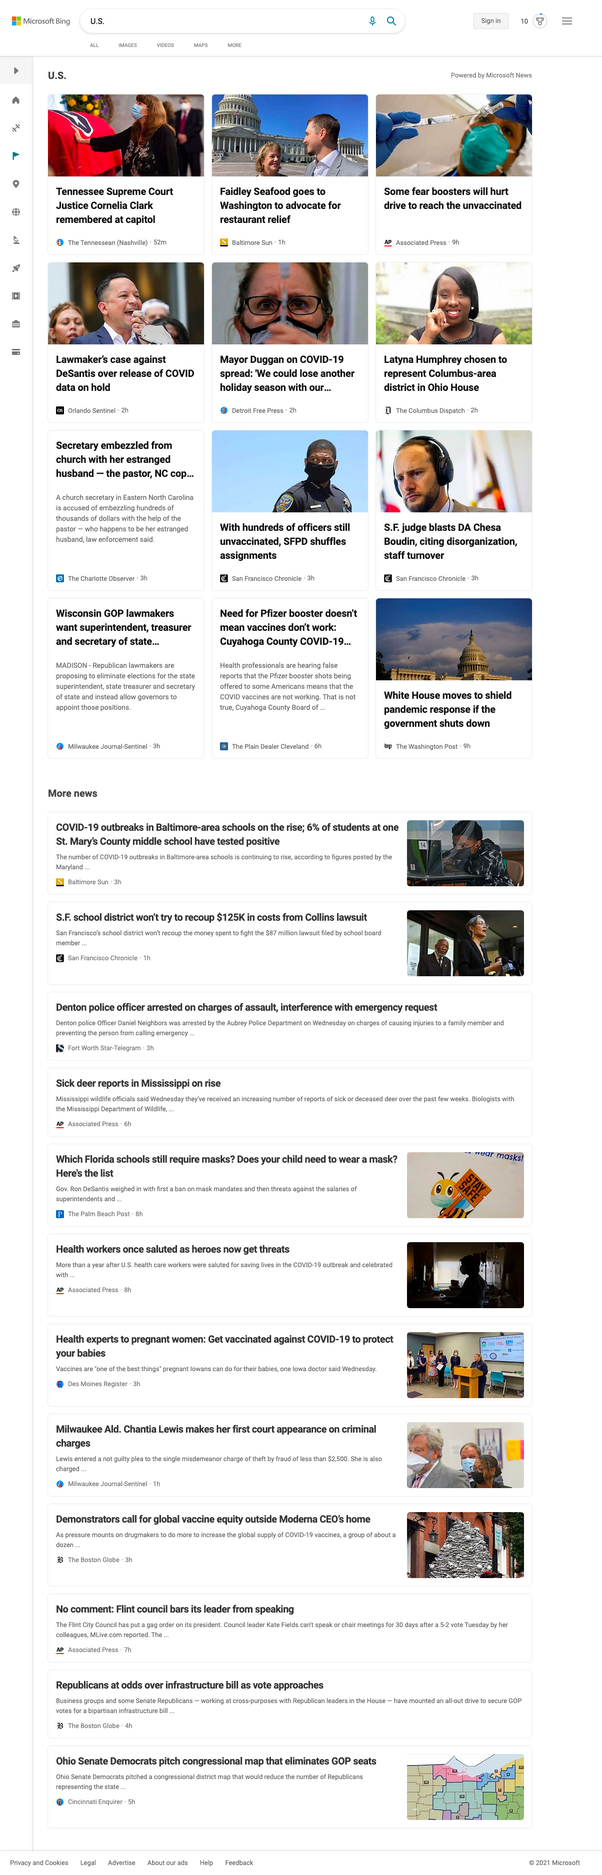 Microsoft Bing
U.S.
Sign in
10
ALL
IMAGES
VIDEOS
MAPS
MORE
U.S.
Powered by Microsoft News
Tennessee Supreme Court
Justice Cornelia Clark
remembered at capitol
The Tennessean (Nashville) · 52m
Faidley Seafood goes to
Washington to advocate for
restaurant relief
Baltimore Sun · 1h
Some fear boosters will hurt
drive to reach the unvaccinated
AP Associated Press · 9h
Lawmaker's case against
DeSantis over release of COVID
data on hold
OS Orlando Sentinel · 2h
Mayor Duggan on COVID-19
spread: 'We could lose another
holiday season with our...
Detroit Free Press · 2h
Latyna Humphrey chosen to
represent Columbus-area
district in Ohio House
The Columbus Dispatch · 2h
Secretary embezzled from
church with her estranged
husband — the pastor, NC cop...
A church secretary in Eastern North Carolina
is accused of embezzling hundreds of
thousands of dollars with the help of the
pastor — who happens to be her estranged
husband, law enforcement said.
The Charlotte Observer · 3h
With hundreds of officers still
unvaccinated, SFPD shuffles
assignments
San Francisco Chronicle · 3h
S.F. judge blasts DA Chesa
Boudin, citing disorganization,
staff turnover
San Francisco Chronicle · 3h
Wisconsin GOP lawmakers
want superintendent, treasurer
and secretary of state...
MADISON - Republican lawmakers are
proposing to eliminate elections for the state
superintendent, state treasurer and secretary
of state and instead allow governors to
appoint those positions.
Milwaukee Journal-Sentinel · 3h
Need for Pfizer booster doesn't
mean vaccines don't work:
Cuyahoga County COVID-19...
Health professionals are hearing false
reports that the Pfizer booster shots being
offered to some Americans means that the
COVID vaccines are not working. That is not
true, Cuyahoga County Board of ...
The Plain Dealer Cleveland · 6h
White House moves to shield
pandemic response if the
government shuts down
wp The Washington Post · 9h
More news
COVID-19 outbreaks in Baltimore-area schools on the rise; 6% of students at one
St. Mary's County middle school have tested positive
The number of COVID-19 outbreaks in Baltimore-area schools is continuing to rise, according to figures posted by the
Maryland ...
Baltimore Sun · 3h
14
S.F. school district won't try to recoup $125K in costs from Collins lawsuit
San Francisco's school district won't recoup the money spent to fight the $87 million lawsuit filed by school board
member ...
San Francisco Chronicle · 1h
Denton police officer arrested on charges of assault, interference with emergency request
Denton police Officer Daniel Neighbors was arrested by the Aubrey Police Department on Wednesday on charges of causing injuries to a family member and
preventing the person from calling emergency ...
Fort Worth Star-Telegram · 3h
Sick deer reports in Mississippi on rise
Mississippi wildlife officials said Wednesday they've received an increasing number of reports of sick or deceased deer over the past few weeks. Biologists with
the Mississippi Department of Wildlife, ...
AP Associated Press · 6h
Which Florida schools still require masks? Does your child need to wear a mask?
Here's the list
Gov. Ron DeSantis weighed in with first a ban on mask mandates and then threats against the salaries of
superintendents and ...
P The Palm Beach Post · 8h
wear masks!
STAY SAFE
Health workers once saluted as heroes now get threats
More than a year after U.S. health care workers were saluted for saving lives in the COVID-19 outbreak and celebrated
with ...
AP Associated Press · 8h
Health experts to pregnant women: Get vaccinated against COVID-19 to protect
your babies
Vaccines are "one of the best things" pregnant Iowans can do for their babies, one Iowa doctor said Wednesday.
Des Moines Register · 3h
Milwaukee Ald. Chantia Lewis makes her first court appearance on criminal
charges
Lewis entered a not guilty plea to the single misdemeanor charge of theft by fraud of less than $2,500. She is also
charged ...
Milwaukee Journal-Sentinel · 1h
Demonstrators call for global vaccine equity outside Moderna CEO's home
As pressure mounts on drugmakers to do more to increase the global supply of COVID-19 vaccines, a group of about a
dozen ...
B The Boston Globe · 3h
No comment: Flint council bars its leader from speaking
The Flint City Council has put a gag order on its president. Council leader Kate Fields can't speak or chair meetings for 30 days after a 5-2 vote Tuesday by her
colleagues, MLive.com reported. The ...
AP Associated Press · 7h
Republicans at odds over infrastructure bill as vote approaches
Business groups and some Senate Republicans — working at cross-purposes with Republican leaders in the House — have mounted an all-out drive to secure GOP
votes for a bipartisan infrastructure bill ...
B The Boston Globe · 4h
Ohio Senate Democrats pitch congressional map that eliminates GOP seats
Ohio Senate Democrats pitched a congressional district map that would reduce the number of Republicans
representing the state ...
Cincinnati Enquirer · 5h
Privacy and Cookies
Legal
Advertise
About our ads
Help
Feedback
© 2021 Microsoft